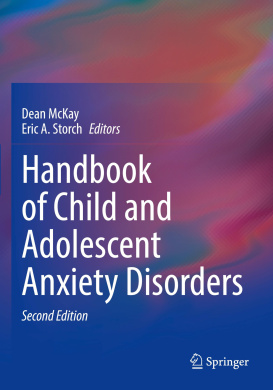 Dean McKay
Eric A. Storch Editors
Handbook
of Child and
Adolescent
Anxiety Disorders
Second Edition
Springer